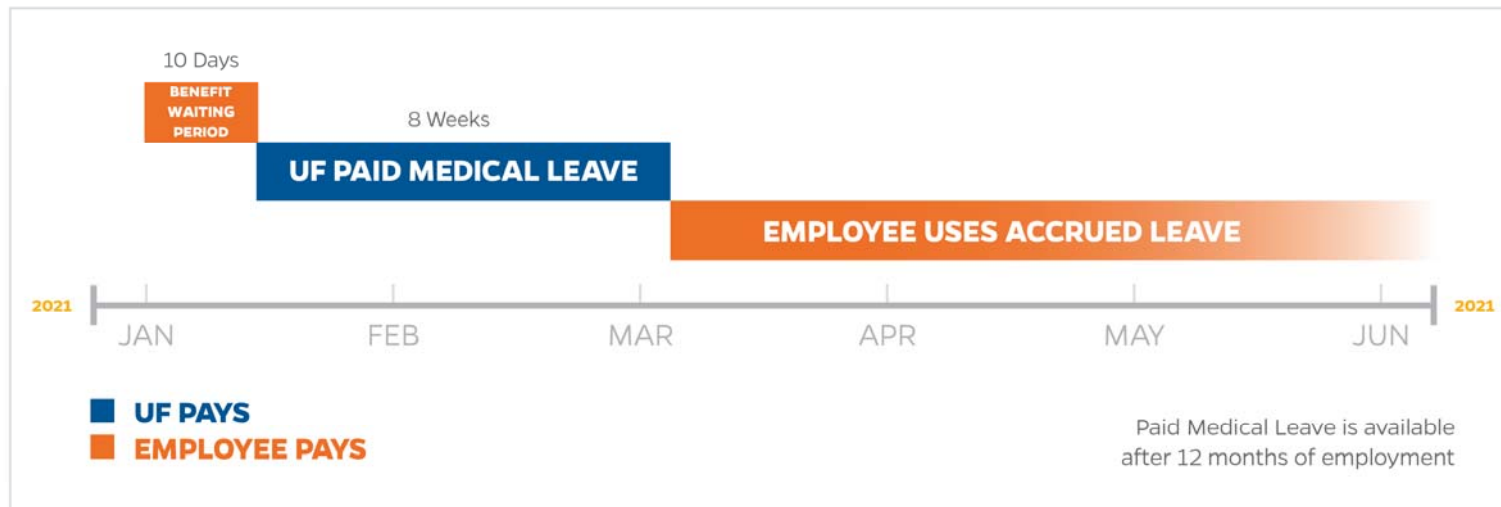 10 Days
BENEFIT
WAITING
PERIOD
8 Weeks
UF PAID MEDICAL LEAVE
EMPLOYEE USES ACCRUED LEAVE
2021
2021
JAN
FEB
MAR
APR
MAY
JUN
UF PAYS
EMPLOYEE PAYS
Paid Medical Leave is available
after 12 months of employment